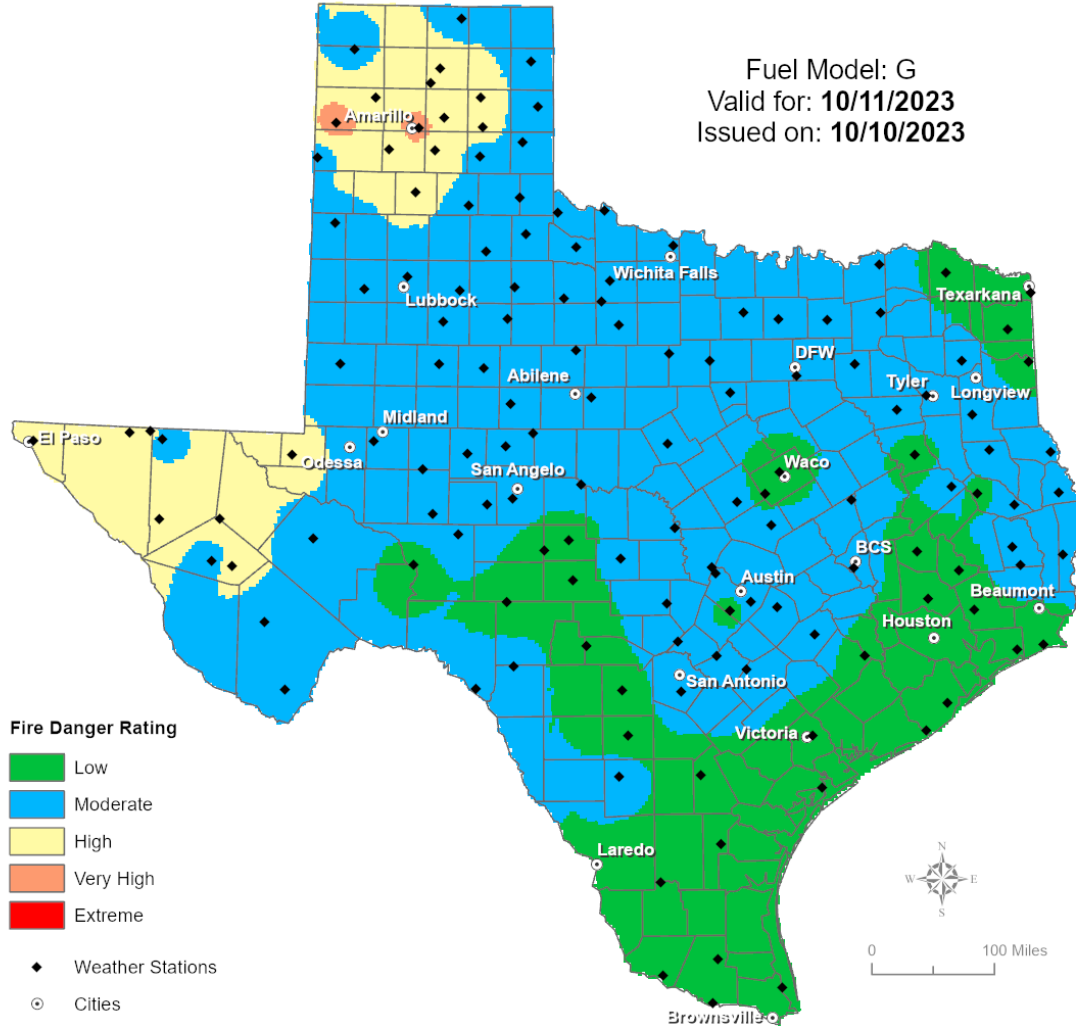 Fuel Model: G
Valid for: 10/11/2023
Issued on: 10/10/2023
Amarillo
Wichita Falls
Lubbock
Texarkana
DFW
Abilene
Tyler
Longview
Midland
El Paso
Odessa
San Angelo
Waco
BCS
Austin
Beaumont
Houston
San Antonio
Victoria
Fire Danger Rating
Low
Moderate
High
Very High
Extreme
Weather Stations
Cities
Laredo
Brownsville
N
W
E
S
0
100 Miles